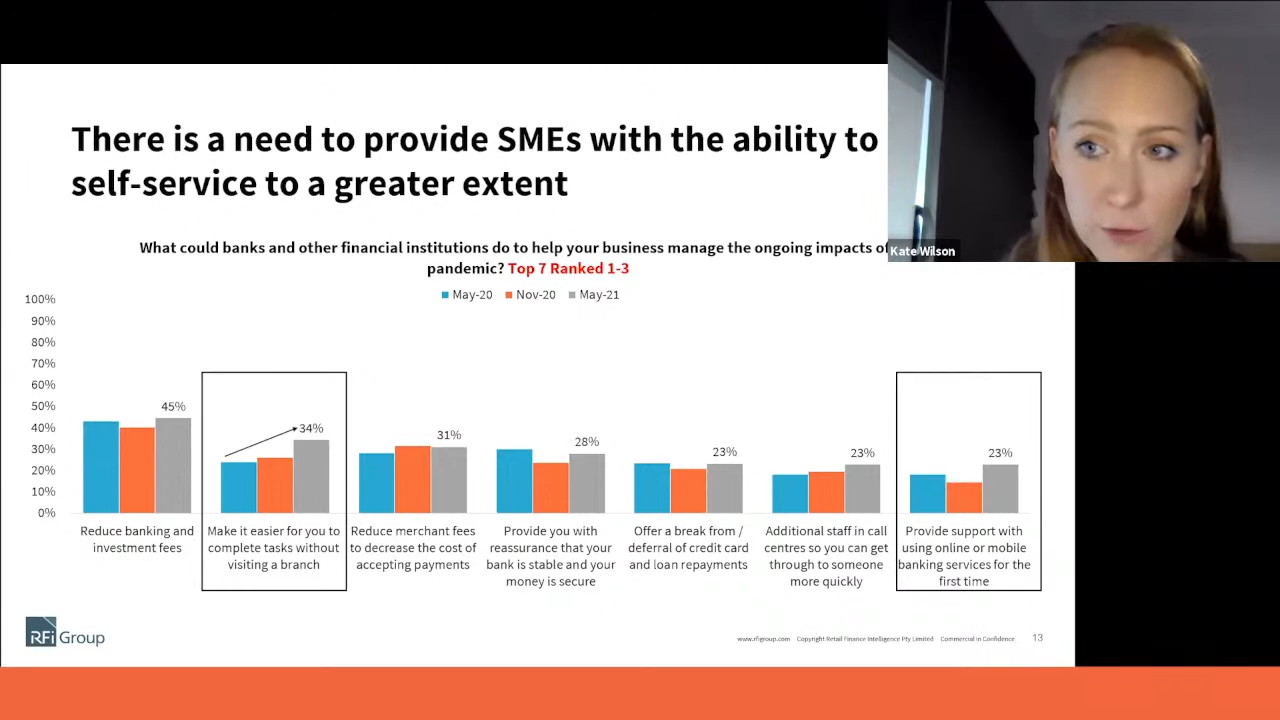 There is a need to provide SMEs with the ability to
self-service to a greater extent
What could banks and other financial institutions do to help your business manage the ongoing impacts of
pandemic? Top 7 Ranked 1-3
Kate Wilson
May-20 Nov-20 May-21
100%
90%
80%
70%
60%
50%
40%
30%
20%
10%
0%
45%
34%
31%
28%
23%
23%
23%
Reduce banking and
investment fees
Make it easier for you to
complete tasks without
visiting a branch
Reduce merchant fees
to decrease the cost of
accepting payments
Provide you with
reassurance that your
bank is stable and your
money is secure
Offer a break from /
deferral of credit card
and loan repayments
Additional staff in call
centres so you can get
through to someone
more quickly
Provide support with
using online or mobile
banking services for the
first time
RFi Group
www.rfigroup.com Copyright Retail Finance Intelligence Pty Limited Commercial in Confidence 13